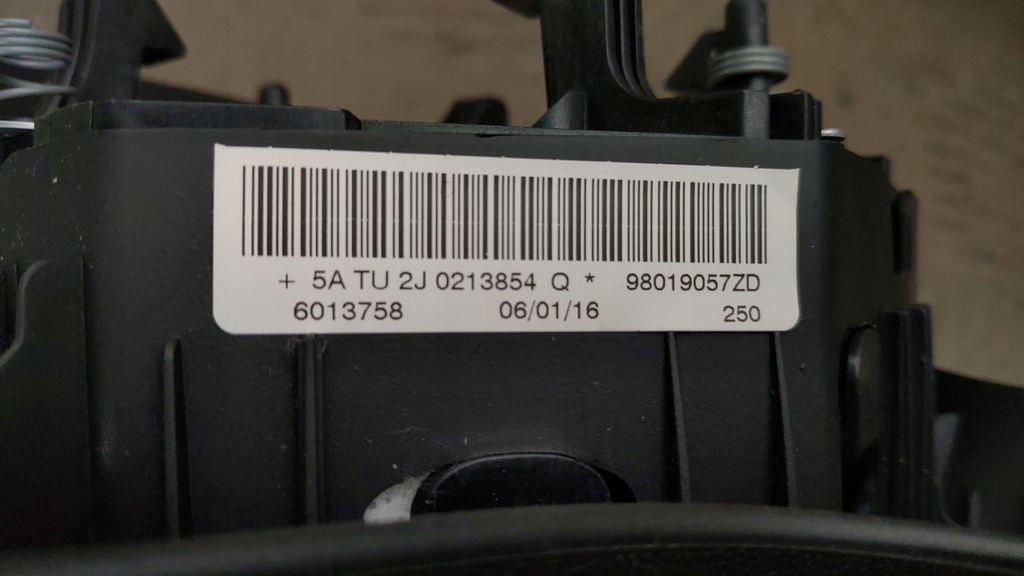 + 5A TU 2J 0213854 Q * 98019057ZD
6013758 06/01/16 250